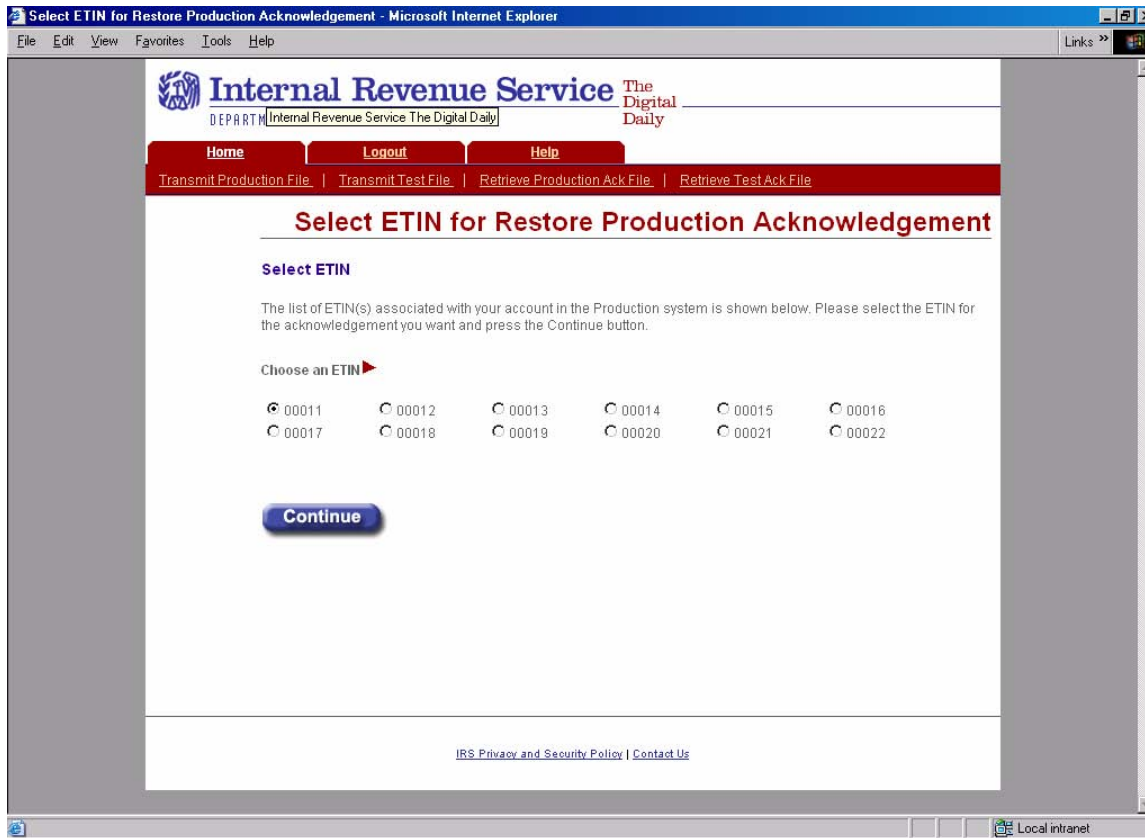 Select ETIN for Restore Production Acknowledgement - Microsoft Internet Explorer
File Edit View Favorites Tools Help Links »
Internal Revenue Service The Digital Daily
DEPARTM
Internal Revenue Service The Digital Daily
Home Logout Help
Transmit Production File | Transmit Test File | Retrieve Production Ack File | Retrieve Test Ack File
Select ETIN for Restore Production Acknowledgement
Select ETIN
The list of ETIN(s) associated with your account in the Production system is shown below. Please select the ETIN for
the acknowledgement you want and press the Continue button.
Choose an ETIN
00011 00012 00013 00014 00015 00016
00017 00018 00019 00020 00021 00022
Continue
IRS Privacy and Security Policy | Contact Us
Local intranet